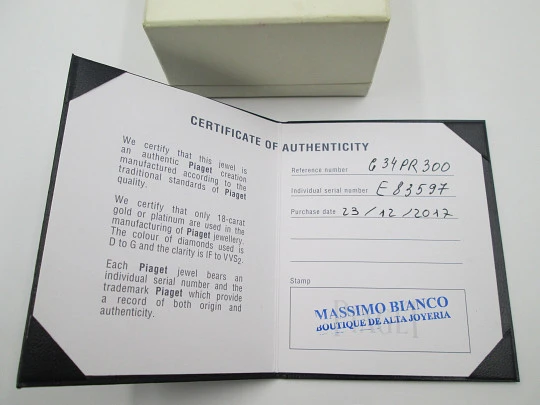 CERTIFICATE OF AUTHENTICITY
We certify that this jewel is
an authentic Piaget creation
manufactured according to the
traditional standards of Piaget
quality.
We certify that only 18-carat
gold or platinum are used in the
manufacturing of Piaget jewellery.
The colour of diamonds used is
D to G and the clarity is IF to VVS2.
Each Piaget jewel bears an
individual serial number and the
trademark Piaget which provide
a record of both origin and
authenticity.
Reference number G34PR300
Individual serial number E83597
Purchase date 23/12/2017
Stamp
PIAGET
MASSIMO BIANCO
BOUTIQUE DE ALTA JOYERIA